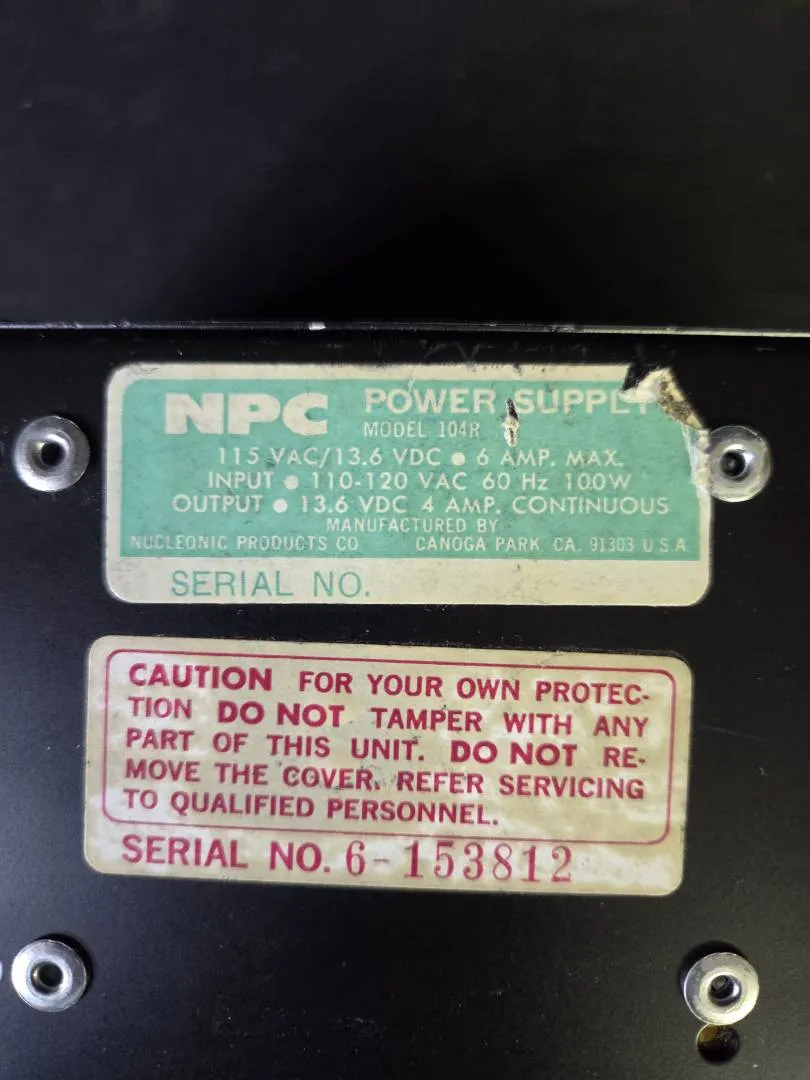 NPC POWER SUPPLY
MODEL 104R
115 VAC/13.6 VDC ● 6 AMP. MAX.
INPUT ● 110-120 VAC 60 Hz 100W
OUTPUT ● 13.6 VDC 4 AMP. CONTINUOUS
MANUFACTURED BY
NUCLEONIC PRODUCTS CO CANOGA PARK, CA. 91303 U S A
SERIAL NO.
CAUTION FOR YOUR OWN PROTEC-
TION DO NOT TAMPER WITH ANY
PART OF THIS UNIT. DO NOT RE-
MOVE THE COVER. REFER SERVICING
TO QUALIFIED PERSONNEL.
SERIAL NO. 6-153812